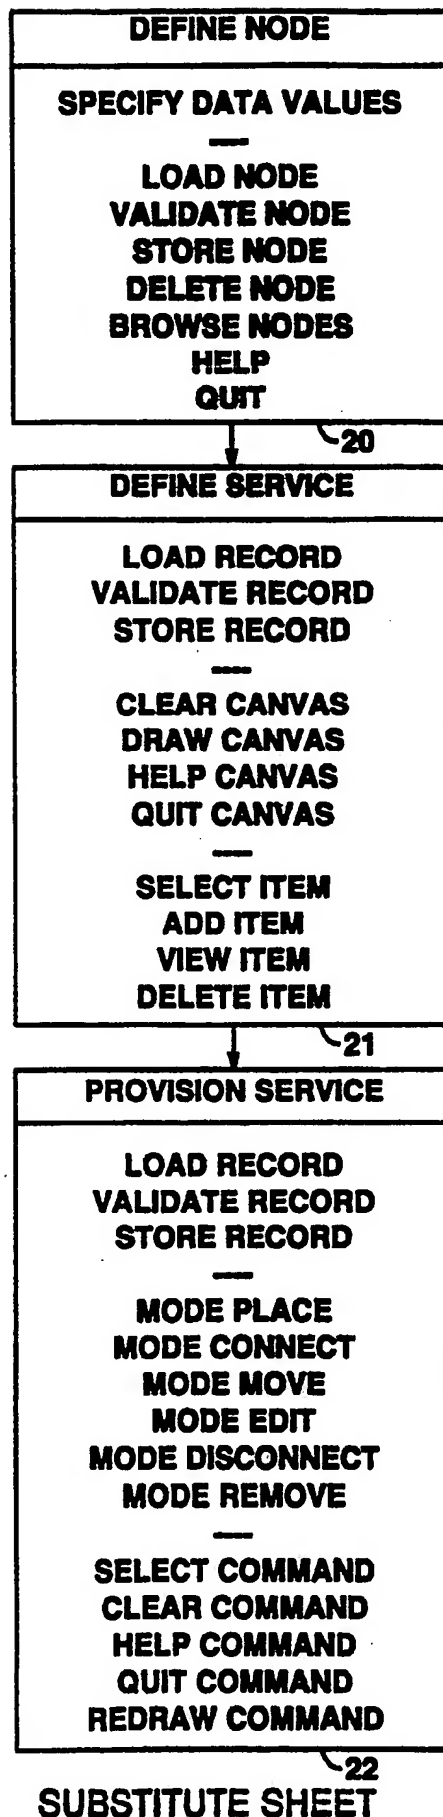 DEFINE NODE
SPECIFY DATA VALUES
----
LOAD NODE
VALIDATE NODE
STORE NODE
DELETE NODE
BROWSE NODES
HELP
QUIT
20
DEFINE SERVICE
LOAD RECORD
VALIDATE RECORD
STORE RECORD
----
CLEAR CANVAS
DRAW CANVAS
HELP CANVAS
QUIT CANVAS
----
SELECT ITEM
ADD ITEM
VIEW ITEM
DELETE ITEM
21
PROVISION SERVICE
LOAD RECORD
VALIDATE RECORD
STORE RECORD
----
MODE PLACE
MODE CONNECT
MODE MOVE
MODE EDIT
MODE DISCONNECT
MODE REMOVE
----
SELECT COMMAND
CLEAR COMMAND
HELP COMMAND
QUIT COMMAND
REDRAW COMMAND
22
SUBSTITUTE SHEET